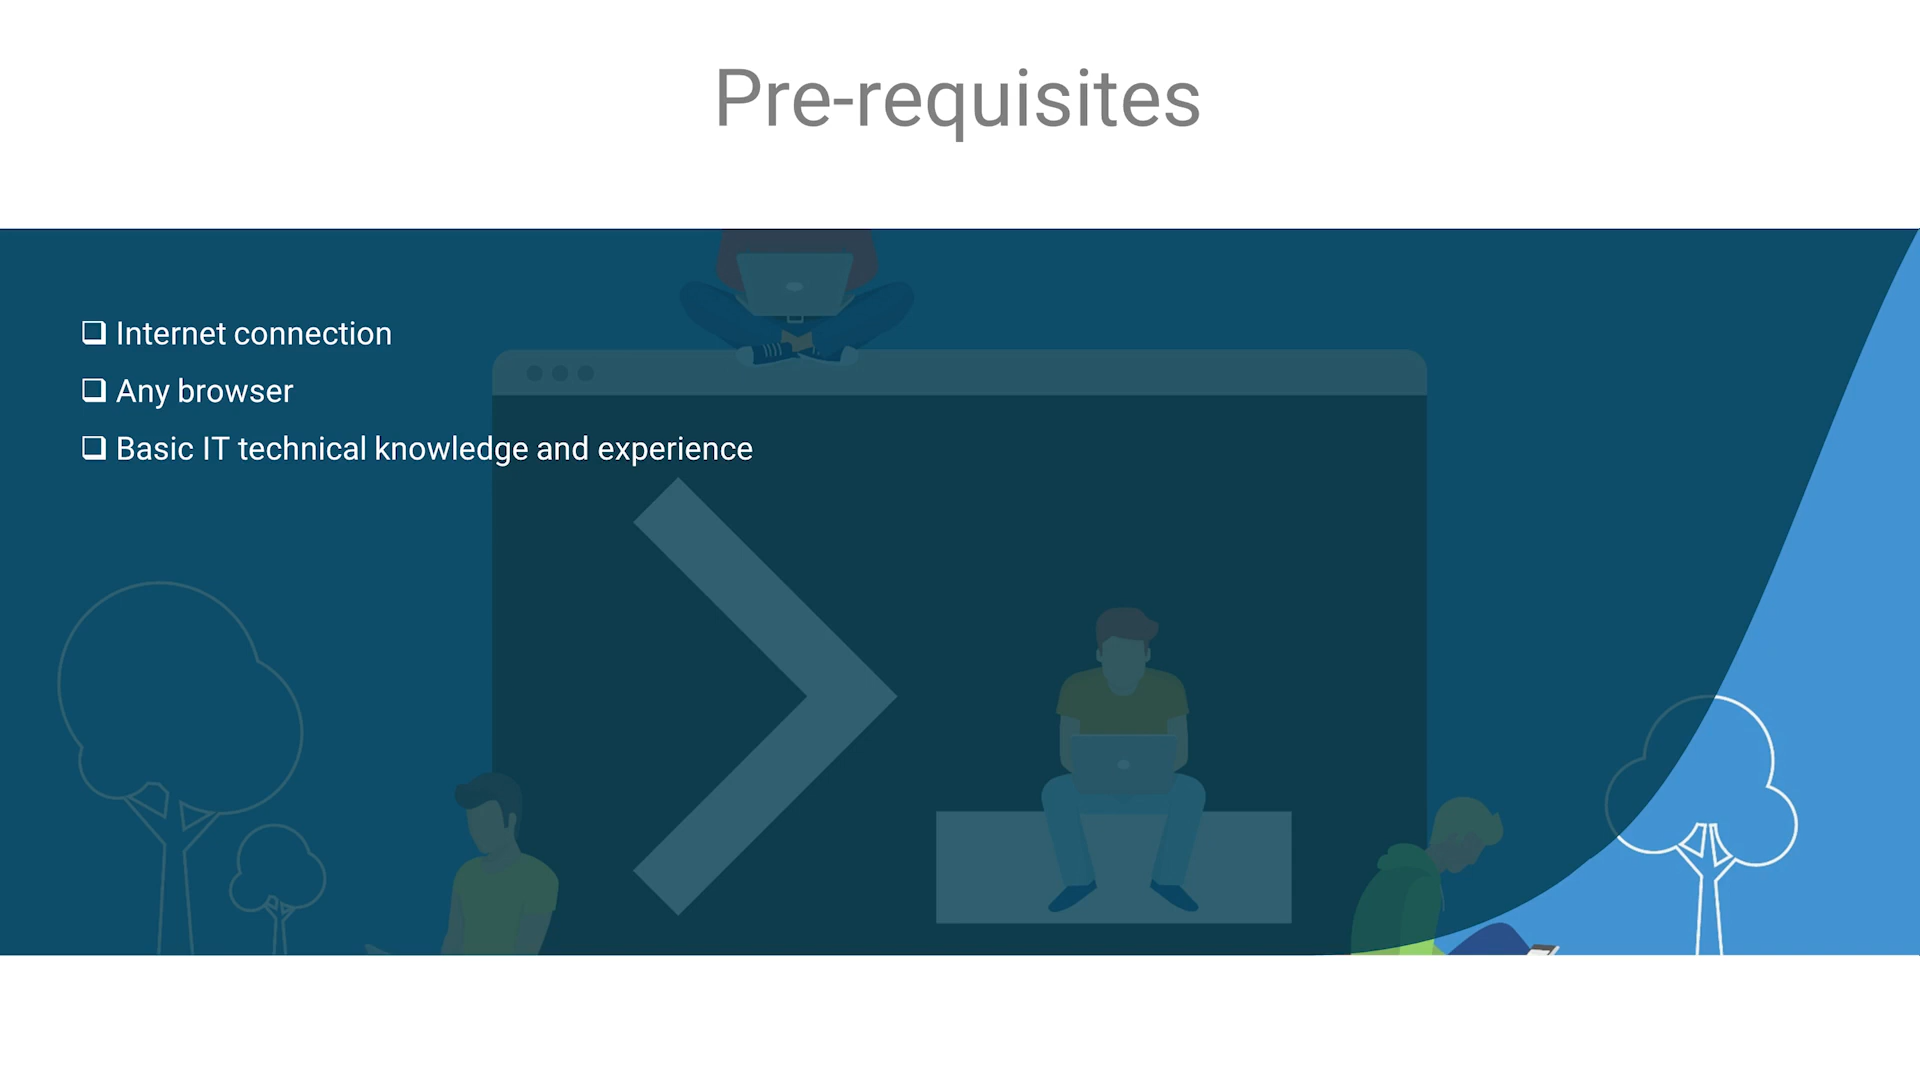 Pre-requisites
❑ Internet connection
❑ Any browser
❑ Basic IT technical knowledge and experience